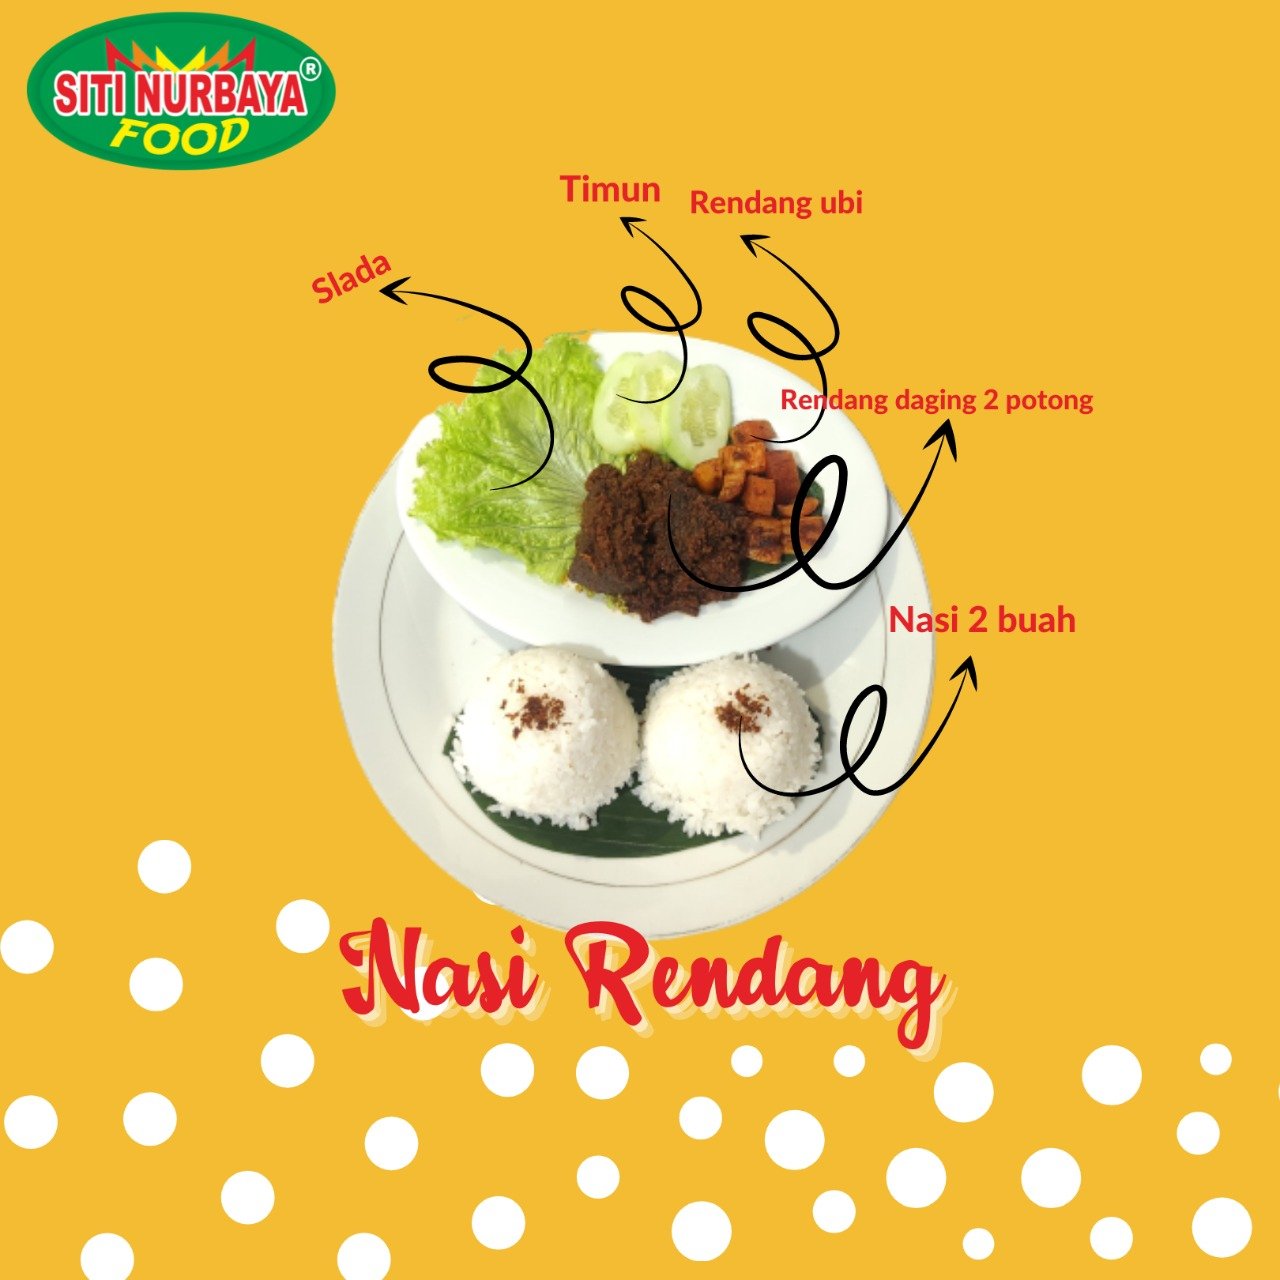 SITI NURBAYA ®
FOOD
Timun
Rendang ubi
Slada
Rendang daging 2 potong
Nasi 2 buah
Nasi Rendang